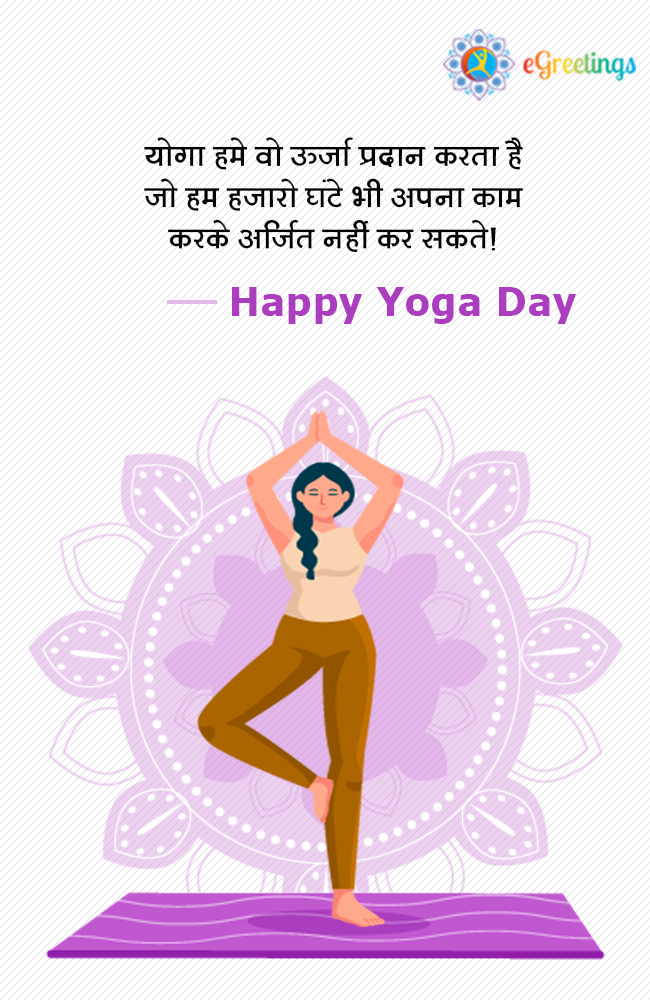 eGreetings
योगा हमे वो ऊर्जा प्रदान करता है
जो हम हजारो घंटे भी अपना काम
करके अर्जित नहीं कर सकते!
Happy Yoga Day